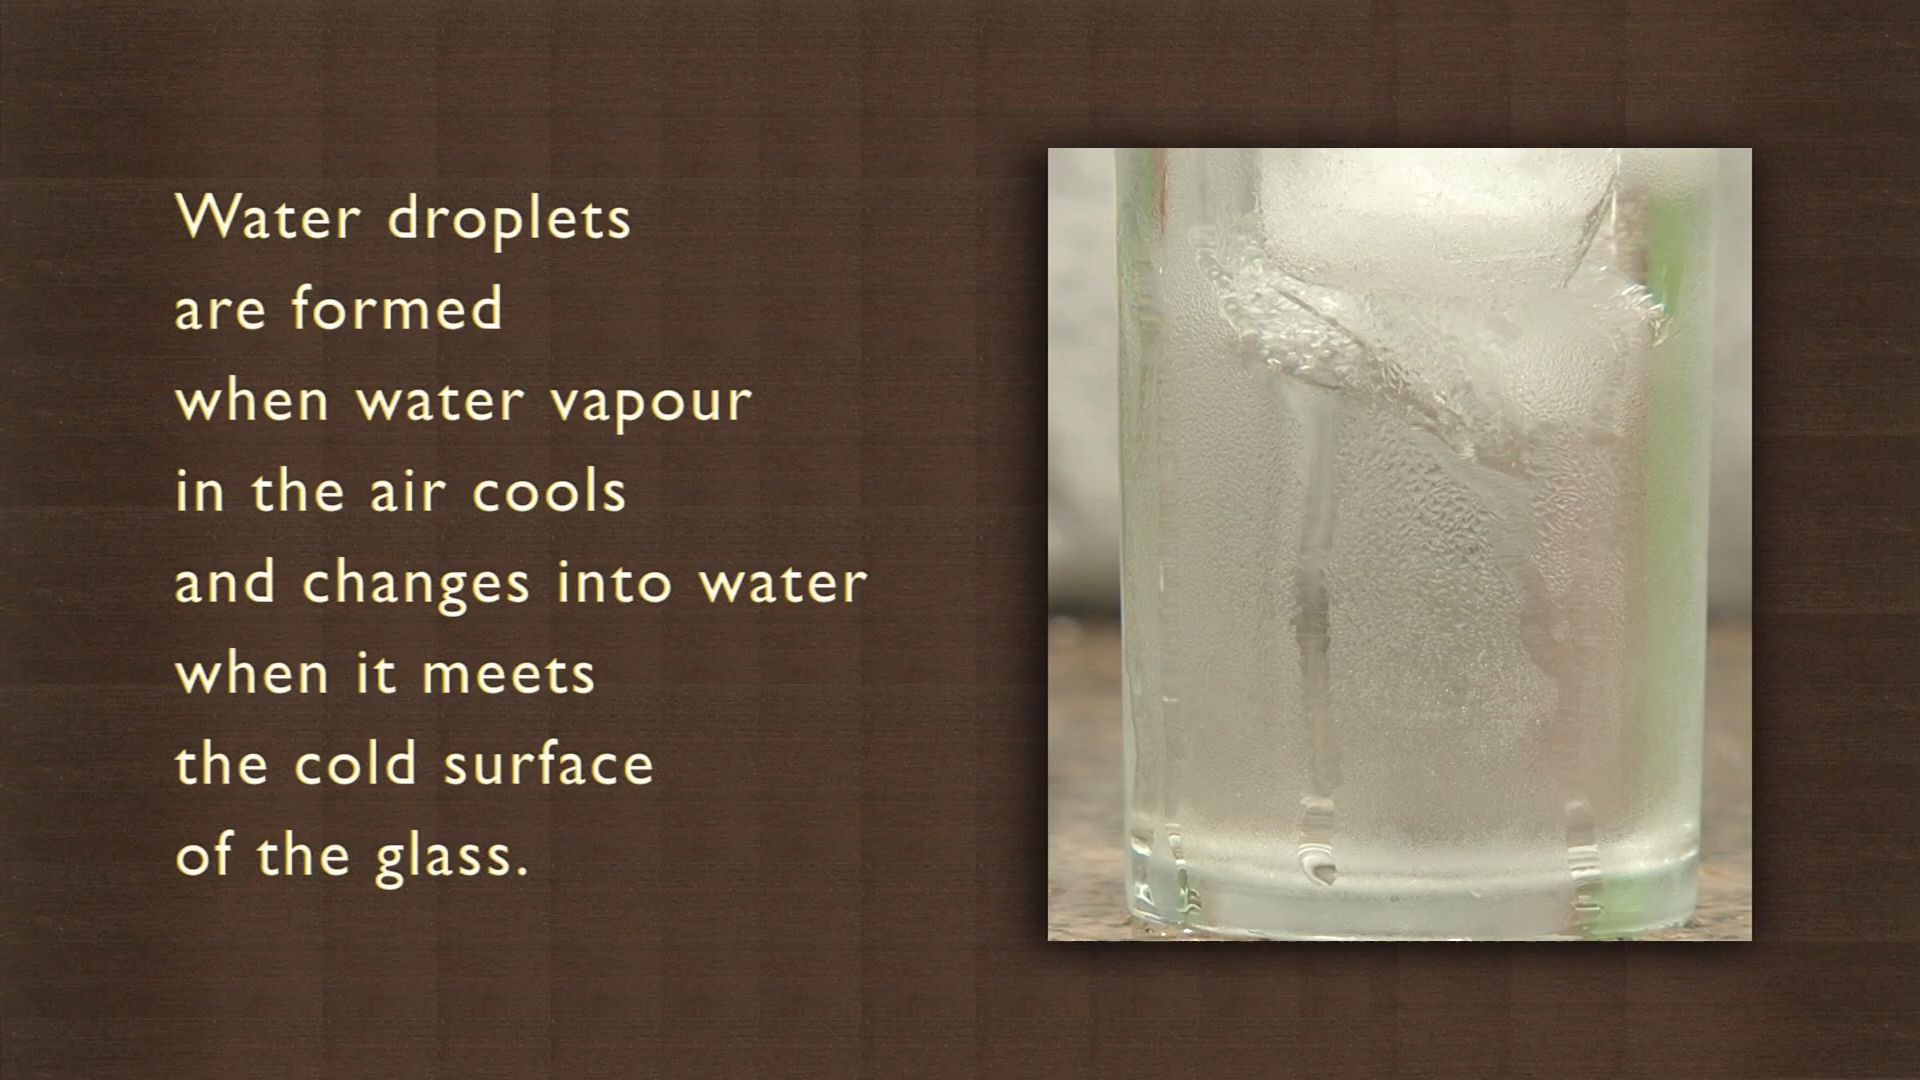 Water droplets
are formed
when water vapour
in the air cools
and changes into water
when it meets
the cold surface
of the glass.